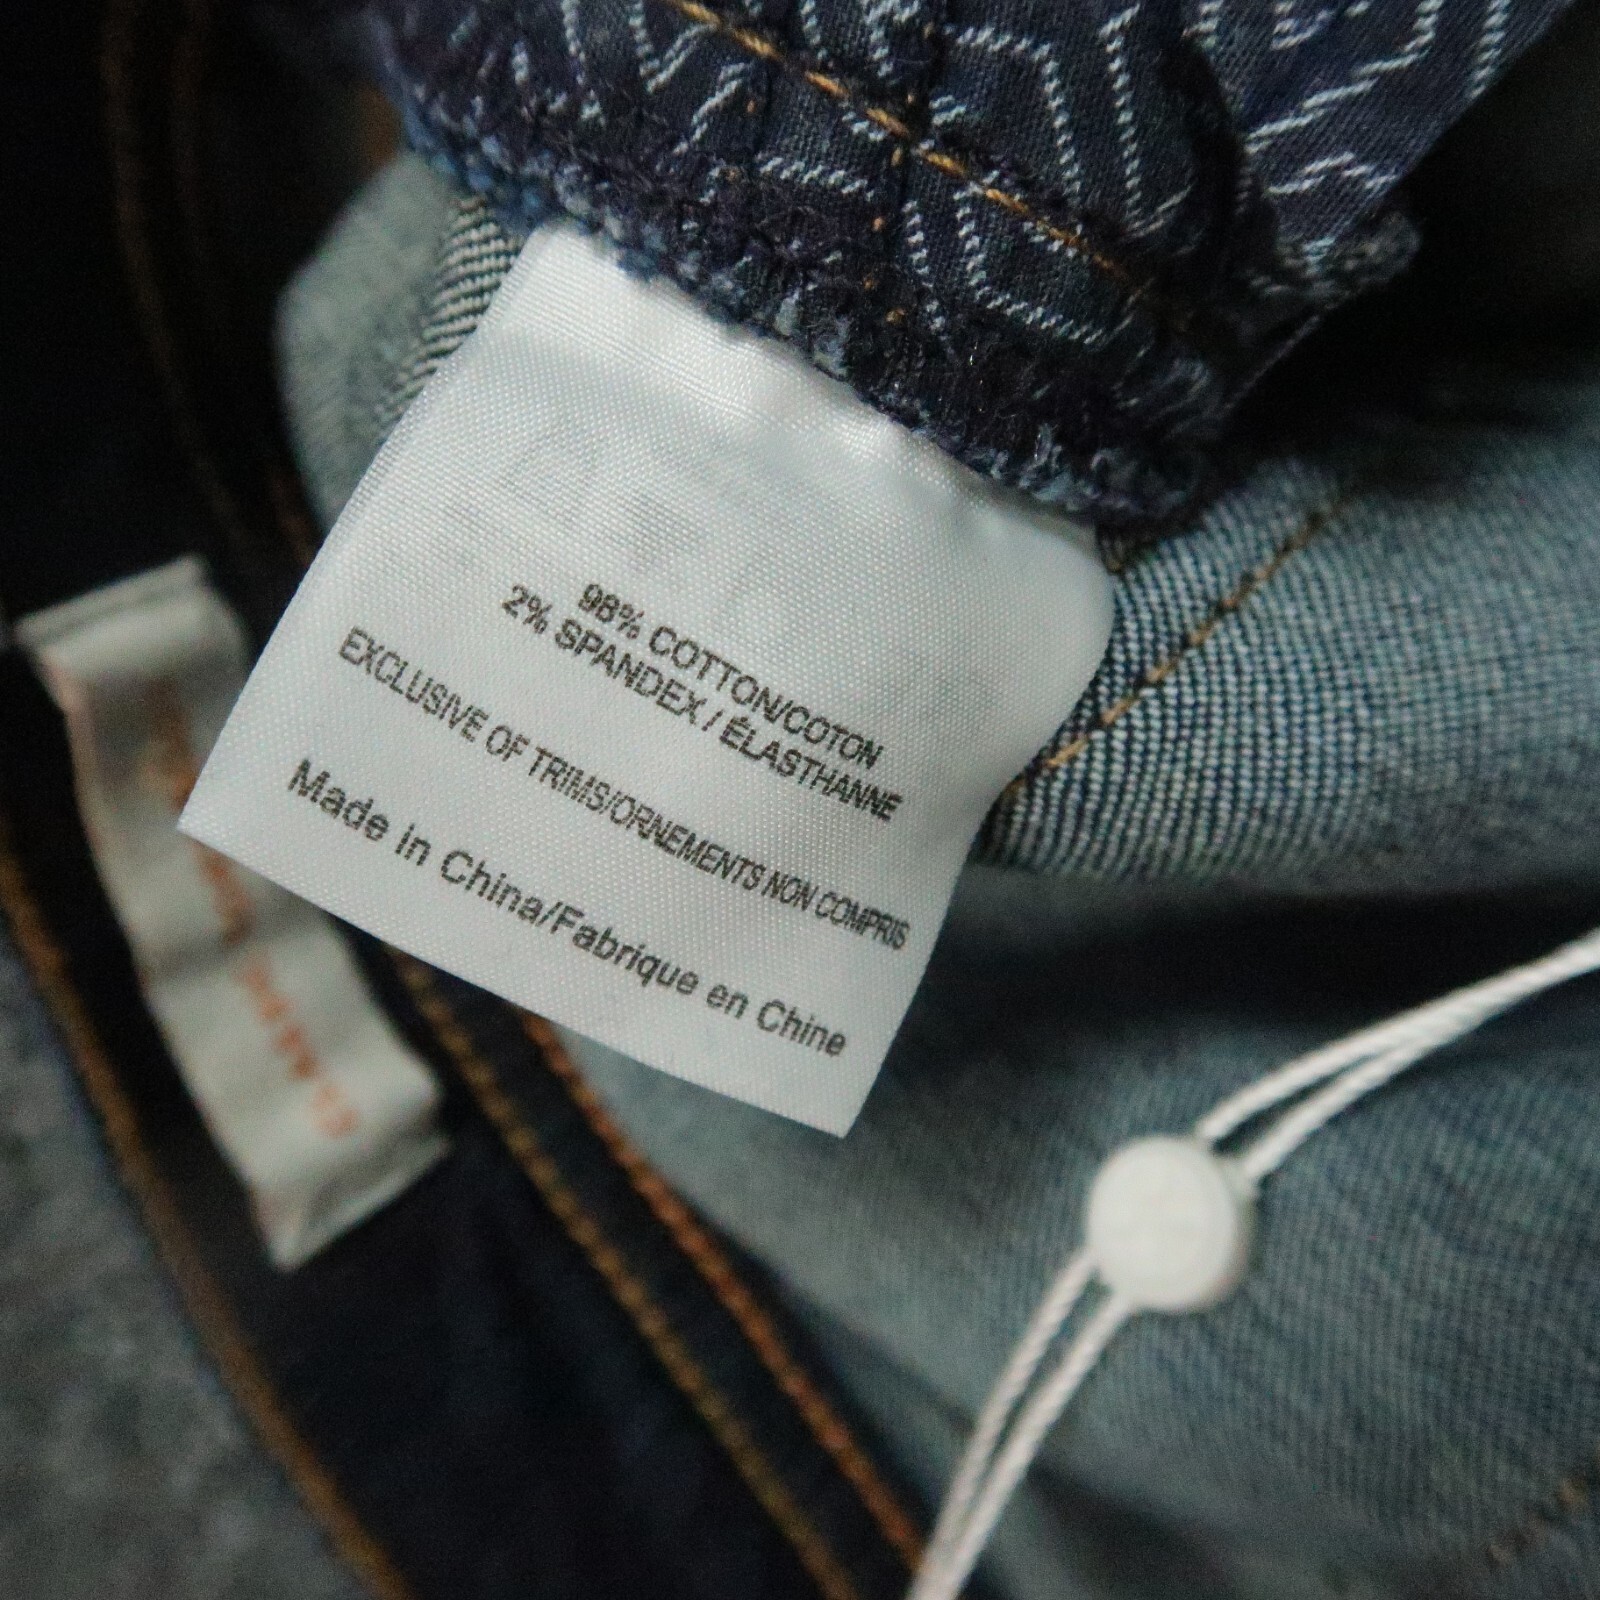 98% COTTON/COTON
2% SPANDEX / ÉLASTHANNE
EXCLUSIVE OF TRIMS/ORNEMENTS NON COMPRIS
Made in China/Fabrique en Chine